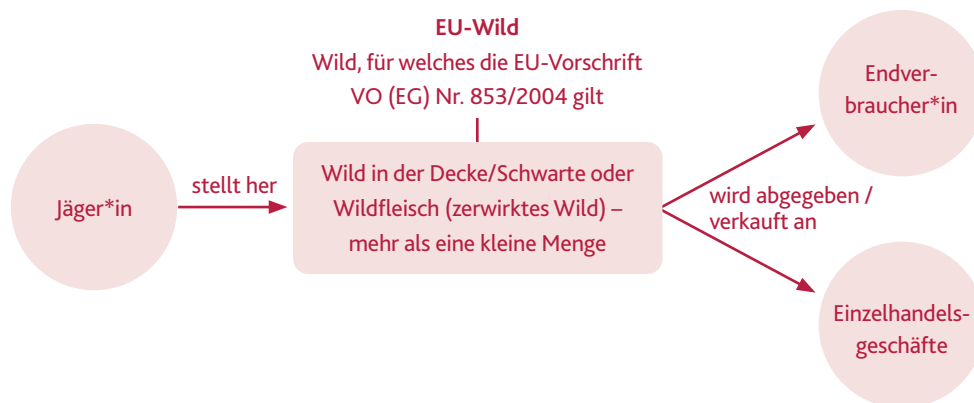 EU-Wild
Wild, für welches die EU-Vorschrift
VO (EG) Nr. 853/2004 gilt
Jäger*in
stellt her
Wild in der Decke/Schwarte oder
Wildfleisch (zerwirktes Wild) –
mehr als eine kleine Menge
wird abgegeben /
verkauft an
Endver-
braucher*in
Einzelhandels-
geschäfte